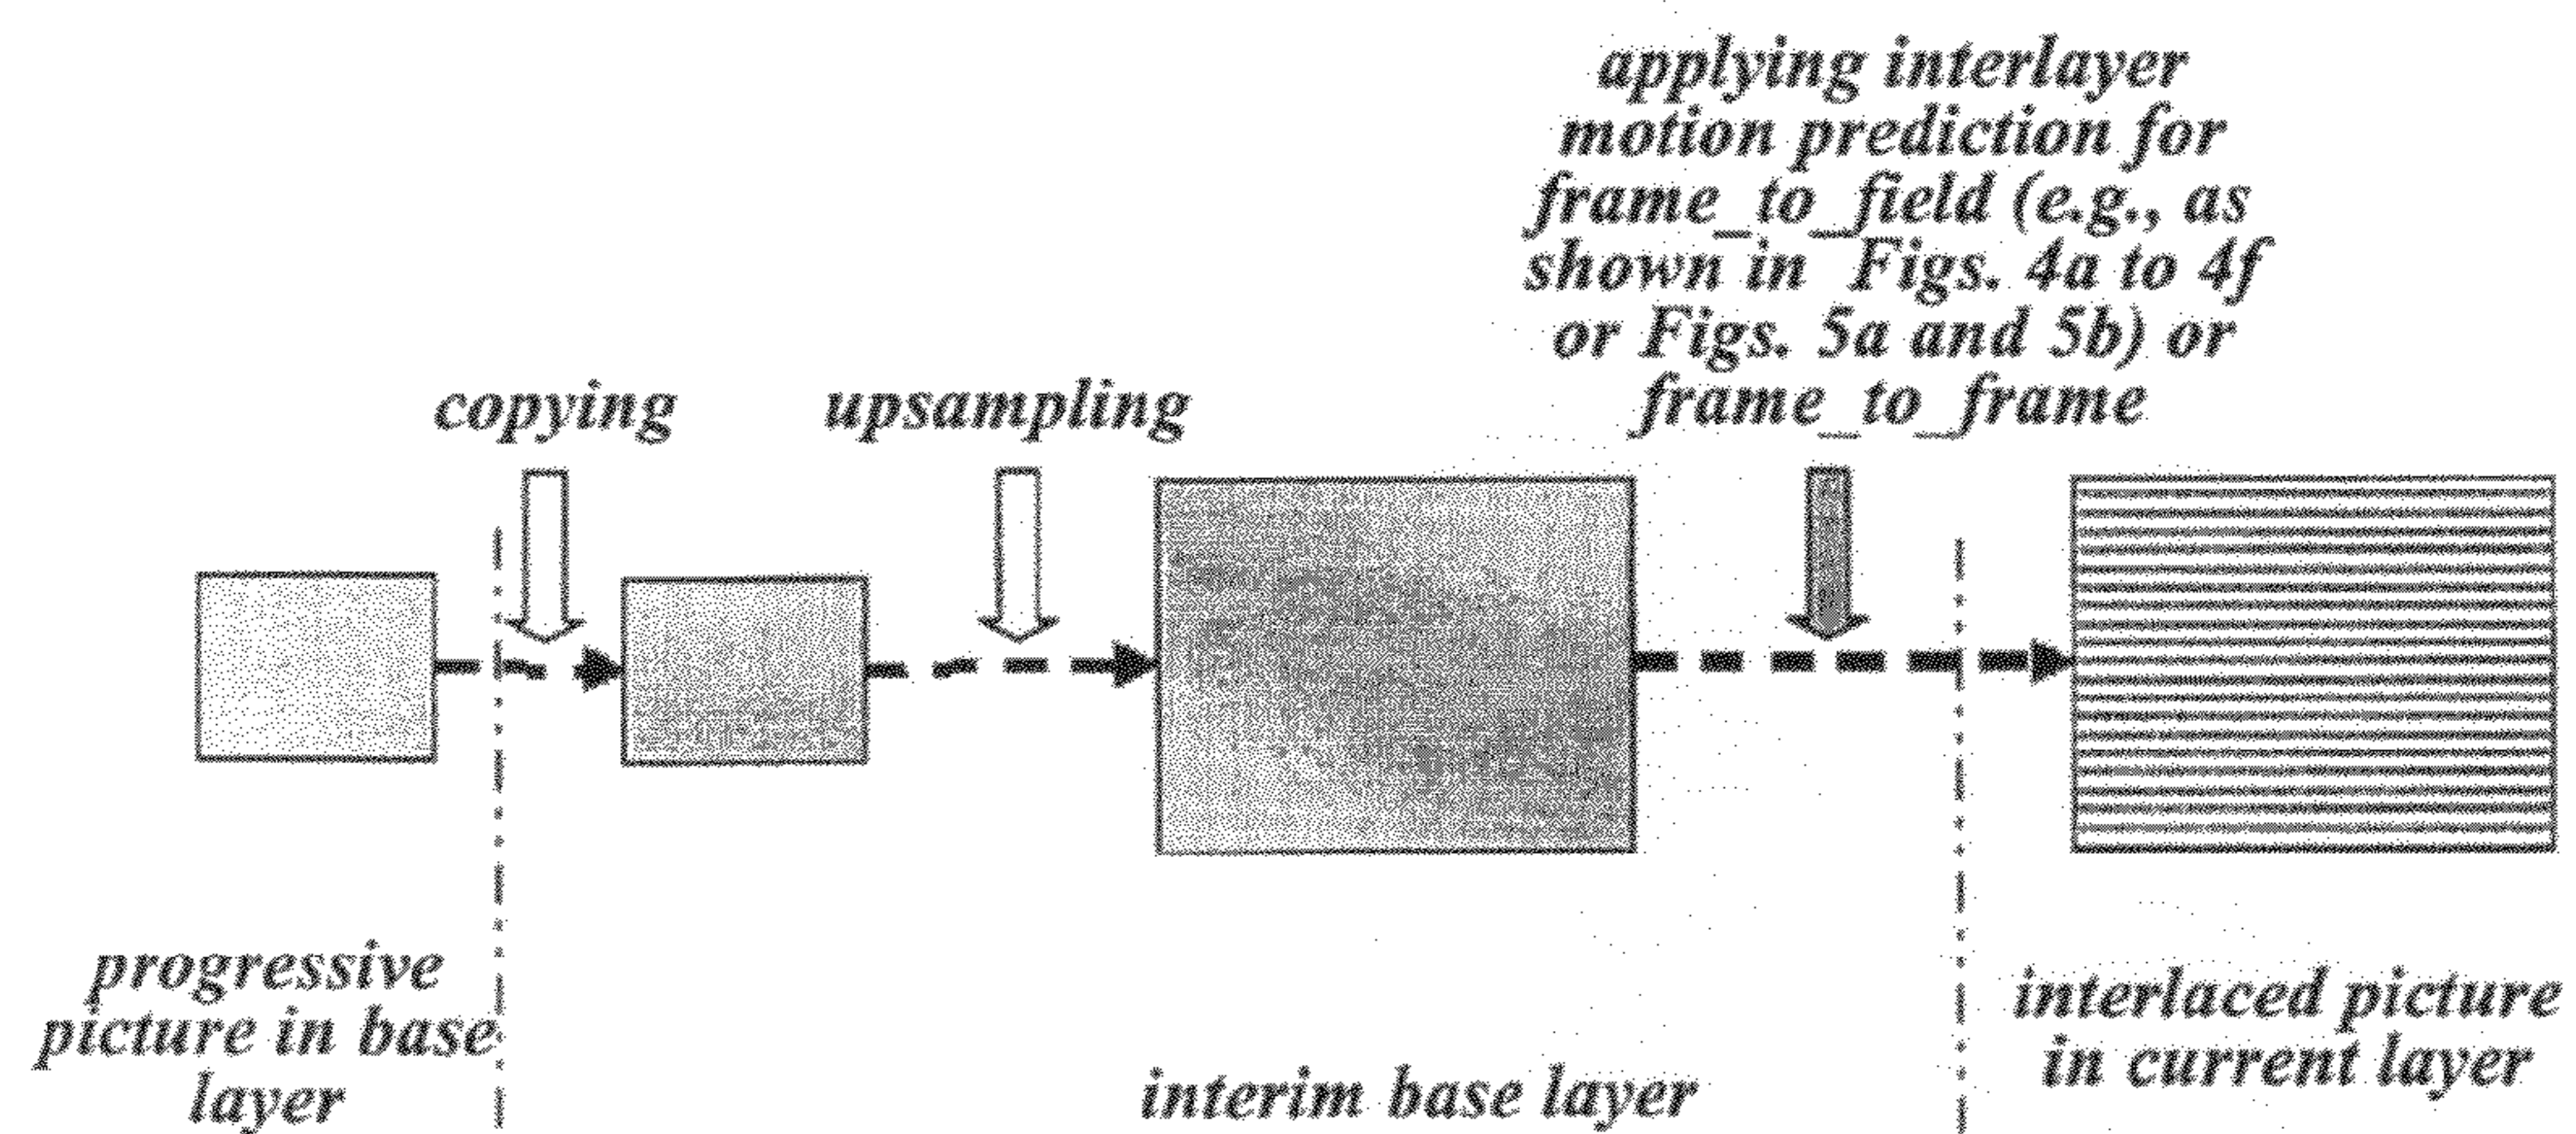 applying interlayer
motion prediction for
frame_to_field (e.g., as
shown in Figs. 4a to 4f
or Figs. 5a and 5b) or
frame_to_frame
copying
upsampling
progressive
picture in base
layer
interim base layer
interlaced picture
in current layer